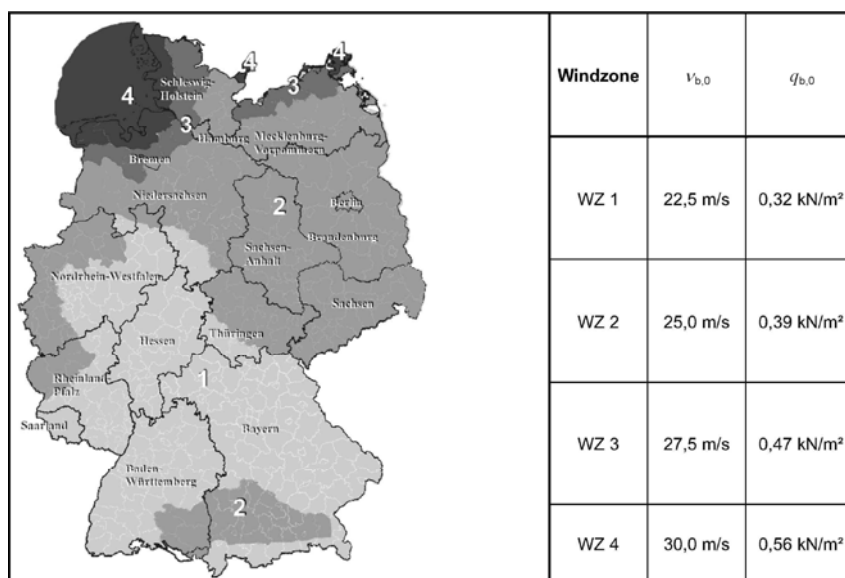 4
4
3
Schleswig-
Holstein
4
3
Hamburg
Mecklenburg-
Vorpommern
Bremen
Niedersachsen
2
Berlin
Brandenburg
Sachsen-
Anhalt
Nordrhein-Westfalen
Sachsen
Thüringen
Hessen
1
Rheinland-
Pfalz
Saarland
Bayern
Baden
Württemberg
2
Windzone vb,0 qb,0
WZ 1 22,5 m/s 0,32 kN/m²
WZ 2 25,0 m/s 0,39 kN/m²
WZ 3 27,5 m/s 0,47 kN/m²
WZ 4 30,0 m/s 0,56 kN/m²